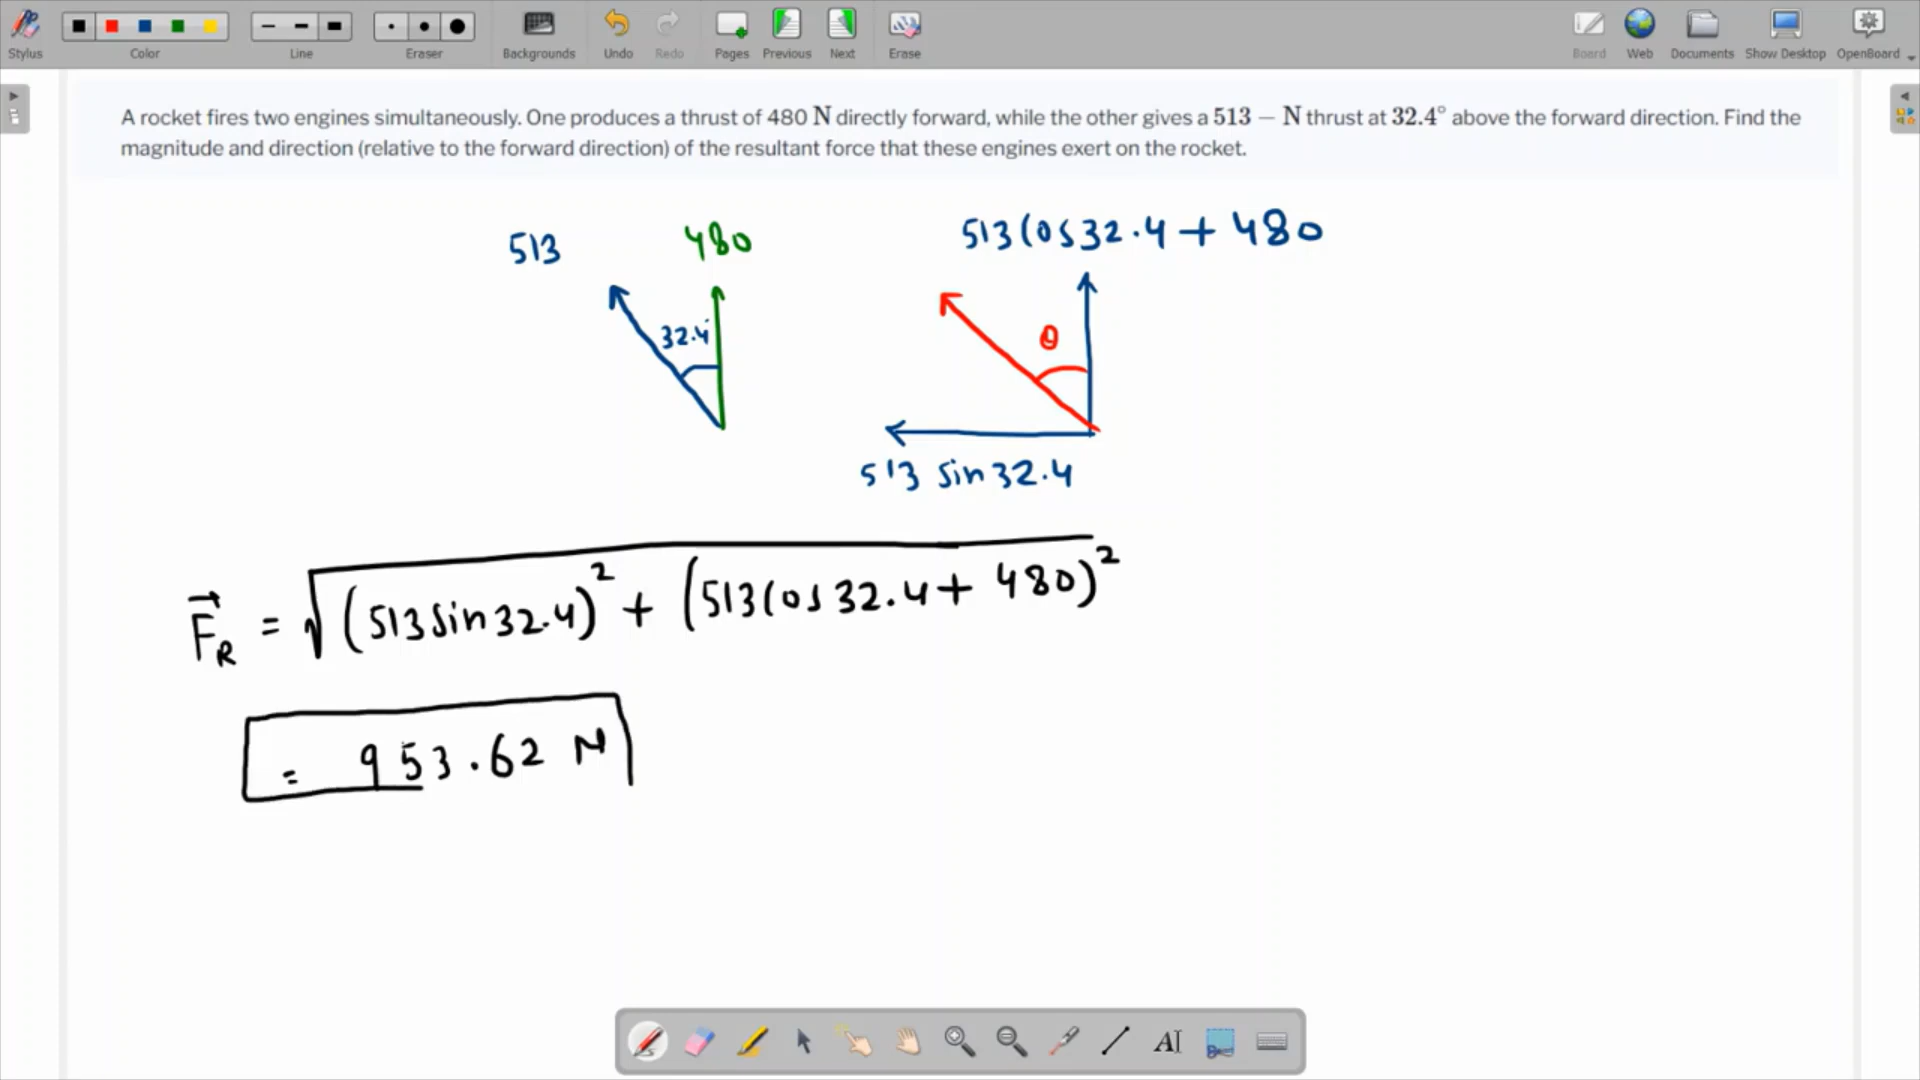 Stylus Color Line Eraser Backgrounds Undo Redo Pages Previous Next Erase Board Web Documents Show Desktop OpenBoard
A rocket fires two engines simultaneously. One produces a thrust of 480 N directly forward, while the other gives a 513 − N thrust at 32.4° above the forward direction. Find the
magnitude and direction (relative to the forward direction) of the resultant force that these engines exert on the rocket.
513 480 513 Cos 32.4 + 480
32.4° θ
513 sin 32.4
F⃗_R = √((513 sin 32.4)² + (513 Cos 32.4 + 480)²)
= 953.62 N